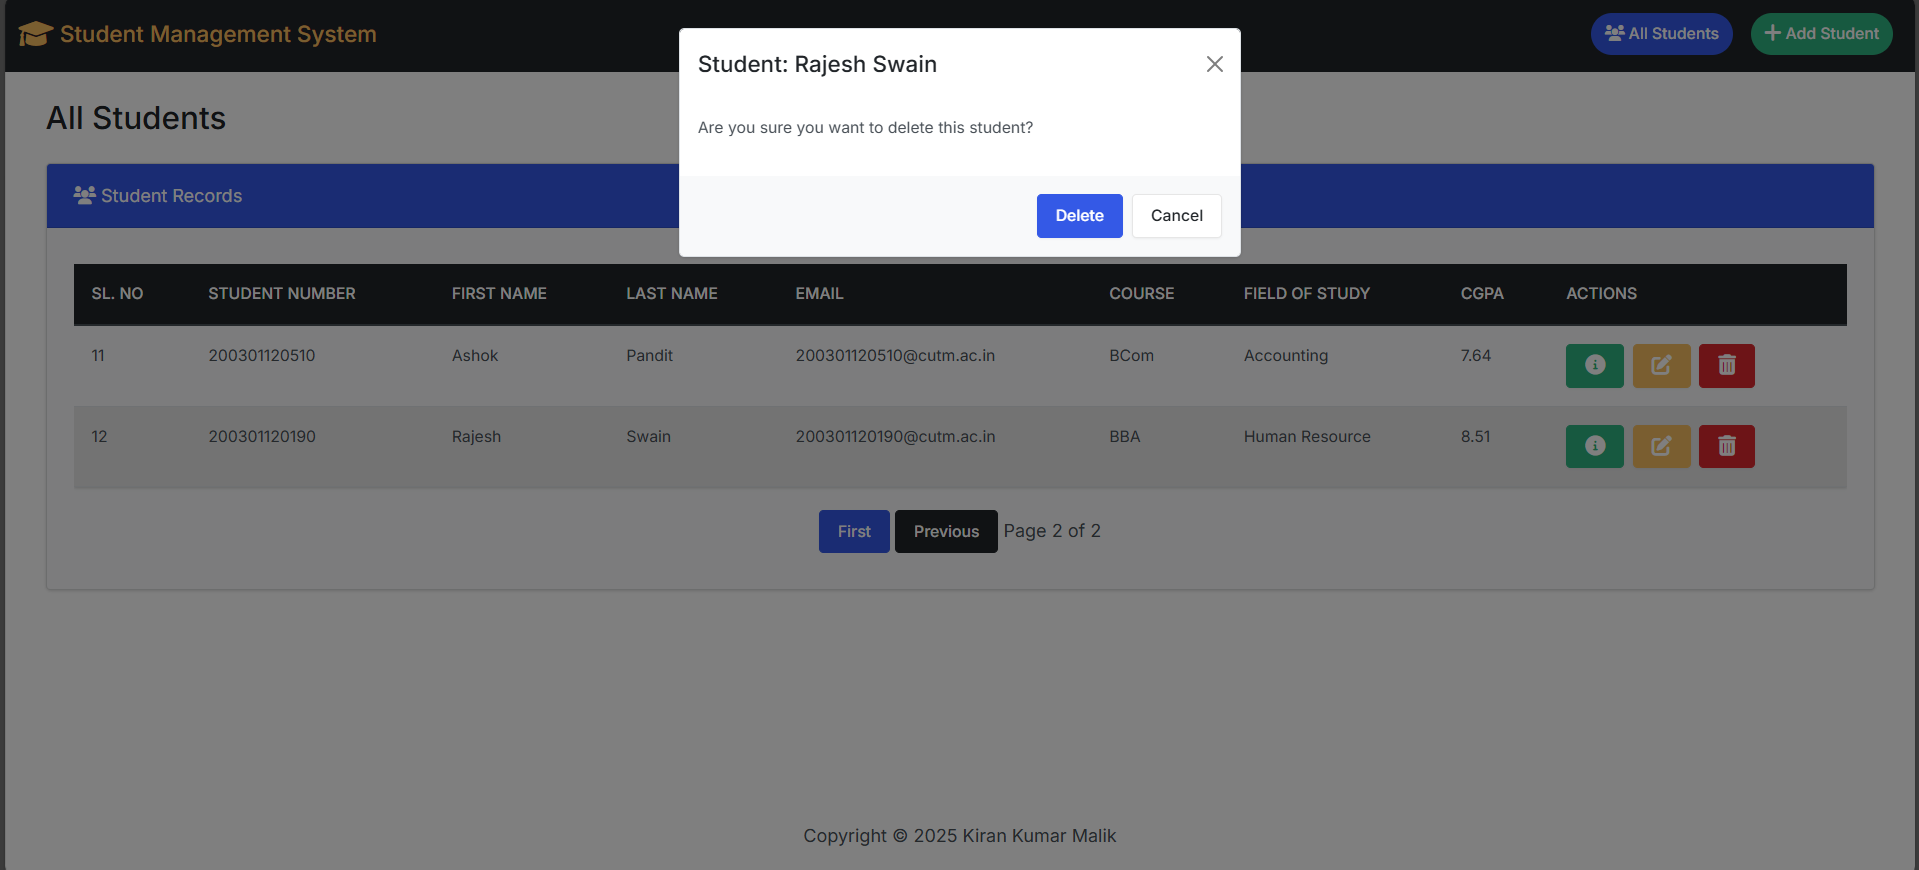 Student Management System
All Students
Add Student
Student: Rajesh Swain
Are you sure you want to delete this student?
Delete
Cancel
All Students
Student Records
SL. NO STUDENT NUMBER FIRST NAME LAST NAME EMAIL COURSE FIELD OF STUDY CGPA ACTIONS
11 200301120510 Ashok Pandit 200301120510@cutm.ac.in BCom Accounting 7.64
12 200301120190 Rajesh Swain 200301120190@cutm.ac.in BBA Human Resource 8.51
First Previous Page 2 of 2
Copyright © 2025 Kiran Kumar Malik